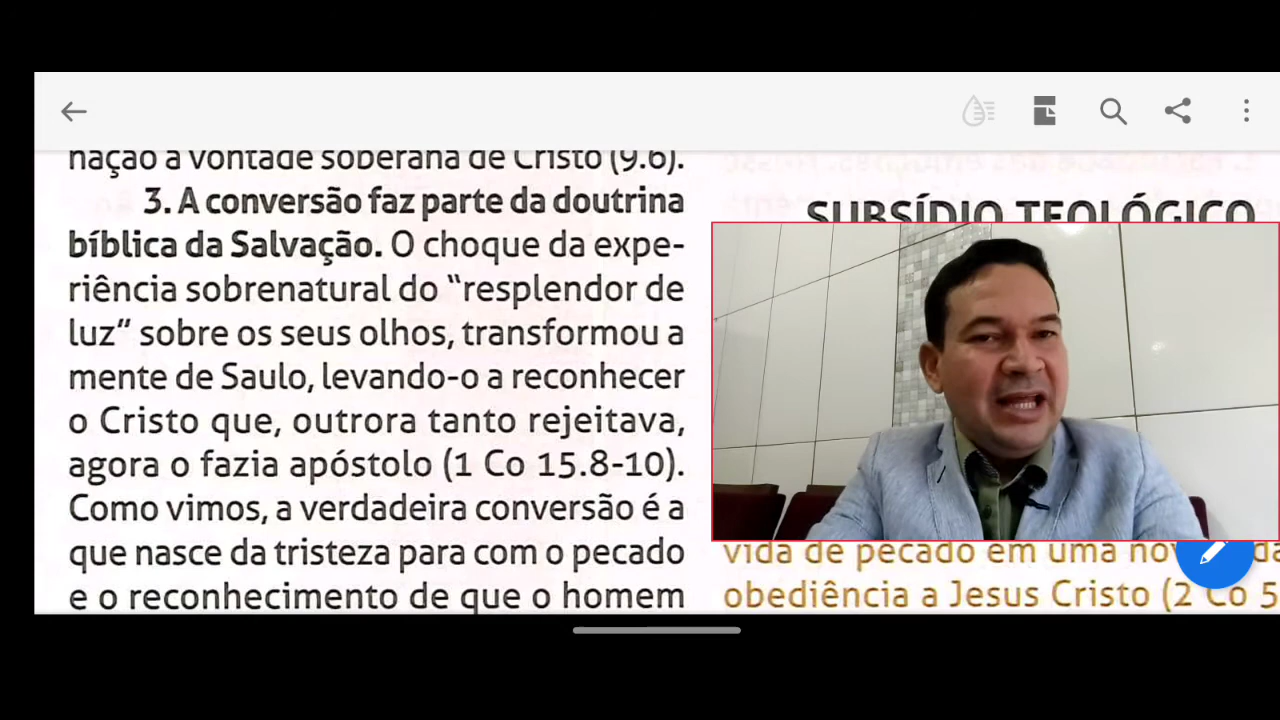 nação à vontade soberana de Cristo (9.6).
3. A conversão faz parte da doutrina
bíblica da Salvação. O choque da expe-
riência sobrenatural do “resplendor de
luz” sobre os seus olhos, transformou a
mente de Saulo, levando-o a reconhecer
o Cristo que, outrora tanto rejeitava,
agora o fazia apóstolo (1 Co 15.8-10).
Como vimos, a verdadeira conversão é a
que nasce da tristeza para com o pecado
e o reconhecimento de que o homem
SUBSÍDIO TEOLÓGICO
vida de pecado em uma
obediência a Jesus Cristo (2 Co 5